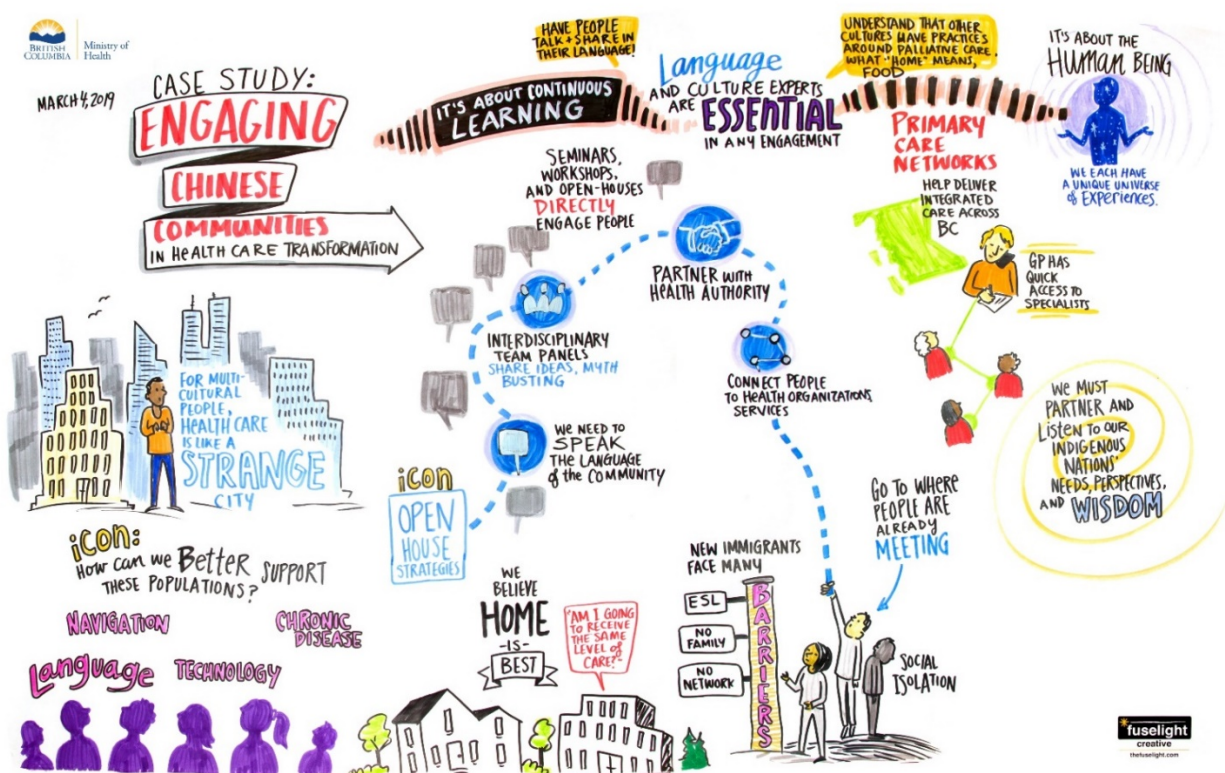 BRITISH
COLUMBIA
Ministry of
Health
MARCH 4, 2019
CASE STUDY:
ENGAGING
CHINESE
COMMUNITIES
IN HEALTH CARE TRANSFORMATION
HAVE PEOPLE
TALK + SHARE IN
THEIR LANGUAGE!
IT'S ABOUT CONTINUOUS
LEARNING
Language
AND CULTURE EXPERTS
ARE ESSENTIAL
IN ANY ENGAGEMENT
UNDERSTAND THAT OTHER
CULTURES HAVE PRACTICES
AROUND PALLIATIVE CARE,
WHAT "HOME" MEANS,
FOOD
IT'S ABOUT THE
HUMAN BEING
WE EACH HAVE
A UNIQUE UNIVERSE
of EXPERIENCES.
PRIMARY
CARE
NETWORKS
HELP DELIVER
INTEGRATED
CARE ACROSS
BC
GP HAS
QUICK
ACCESS TO
SPECIALISTS
SEMINARS,
WORKSHOPS,
AND OPEN-HOUSES
DIRECTLY
ENGAGE PEOPLE
PARTNER WITH
HEALTH AUTHORITY
INTERDISCIPLINARY
TEAM PANELS
SHARE IDEAS, MYTH
BUSTING
CONNECT PEOPLE
TO HEALTH ORGANIZATIONS,
SERVICES
WE NEED TO
SPEAK
THE LANGUAGE
of the COMMUNITY
iCON
OPEN
HOUSE
STRATEGIES
FOR MULTI-
CULTURAL
PEOPLE,
HEALTH CARE
IS LIKE A
STRANGE
CITY
WE MUST
PARTNER AND
LISTEN TO OUR
INDIGENOUS
NATIONS'
NEEDS, PERSPECTIVES,
AND WISDOM
iCON:
HOW CAN WE BETTER SUPPORT
THESE POPULATIONS?
NAVIGATION
CHRONIC
DISEASE
Language
TECHNOLOGY
WE
BELIEVE
HOME
-IS-
BEST
"AM I GOING
TO RECEIVE
THE SAME
LEVEL of
CARE?"
NEW IMMIGRANTS
FACE MANY
BARRIERS
ESL
NO
FAMILY
NO
NETWORK
GO TO WHERE
PEOPLE ARE
ALREADY
MEETING
SOCIAL
ISOLATION
fuselight
creative
thefuselight.com